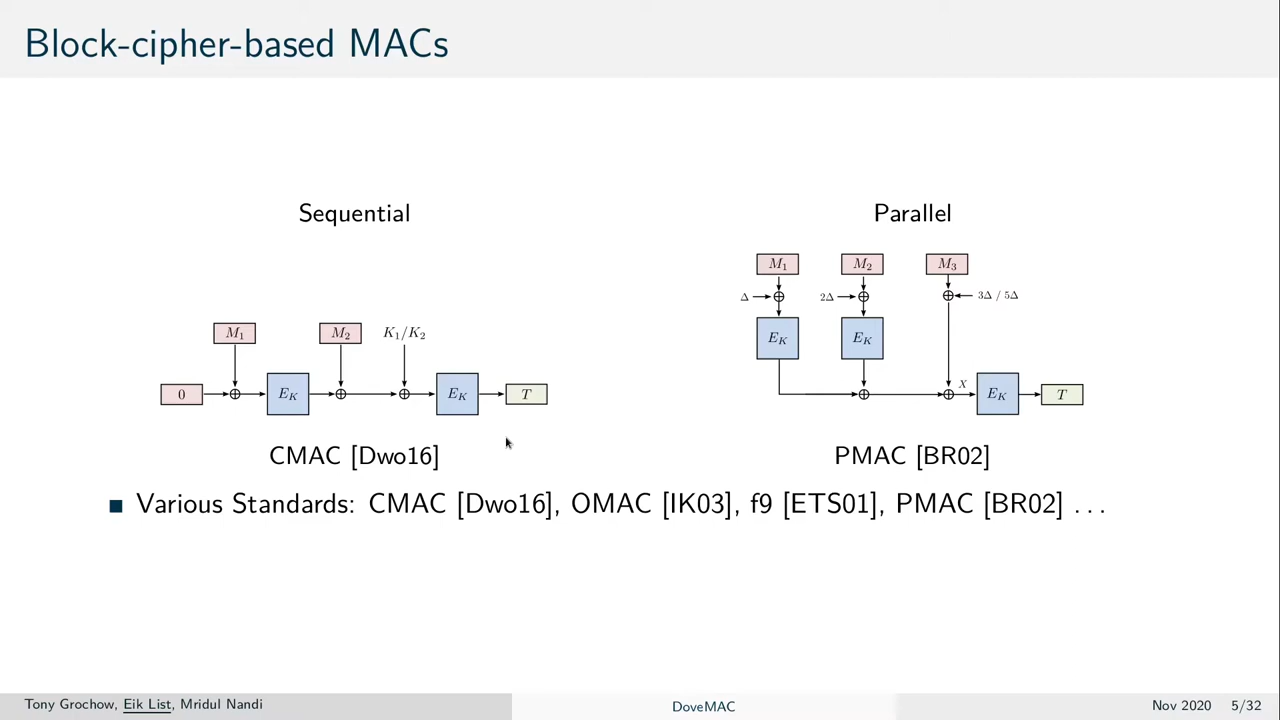 Block-cipher-based MACs
Sequential
Parallel
M1 M2 M3
Δ 2Δ 3Δ / 5Δ
EK EK
M1 M2 K1/K2
0 EK EK T
X EK T
CMAC [Dwo16]
PMAC [BR02]
■ Various Standards: CMAC [Dwo16], OMAC [IK03], f9 [ETS01], PMAC [BR02] ...
Tony Grochow, Eik List, Mridul Nandi
DoveMAC
Nov 2020 5/32